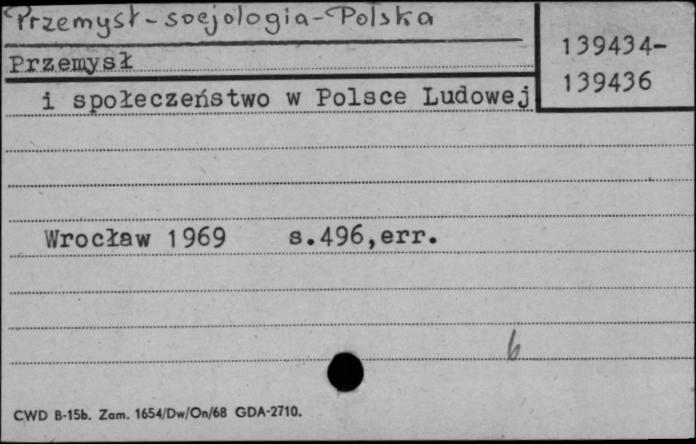 Przemysł-socjologia-Polska
139434-
139436
Przemysł
i społeczeństwo w Polsce Ludowej
Wrocław 1969 s.496,err.
6
CWD B-15b. Zam. 1654/Dw/On/68 GDA-2710.